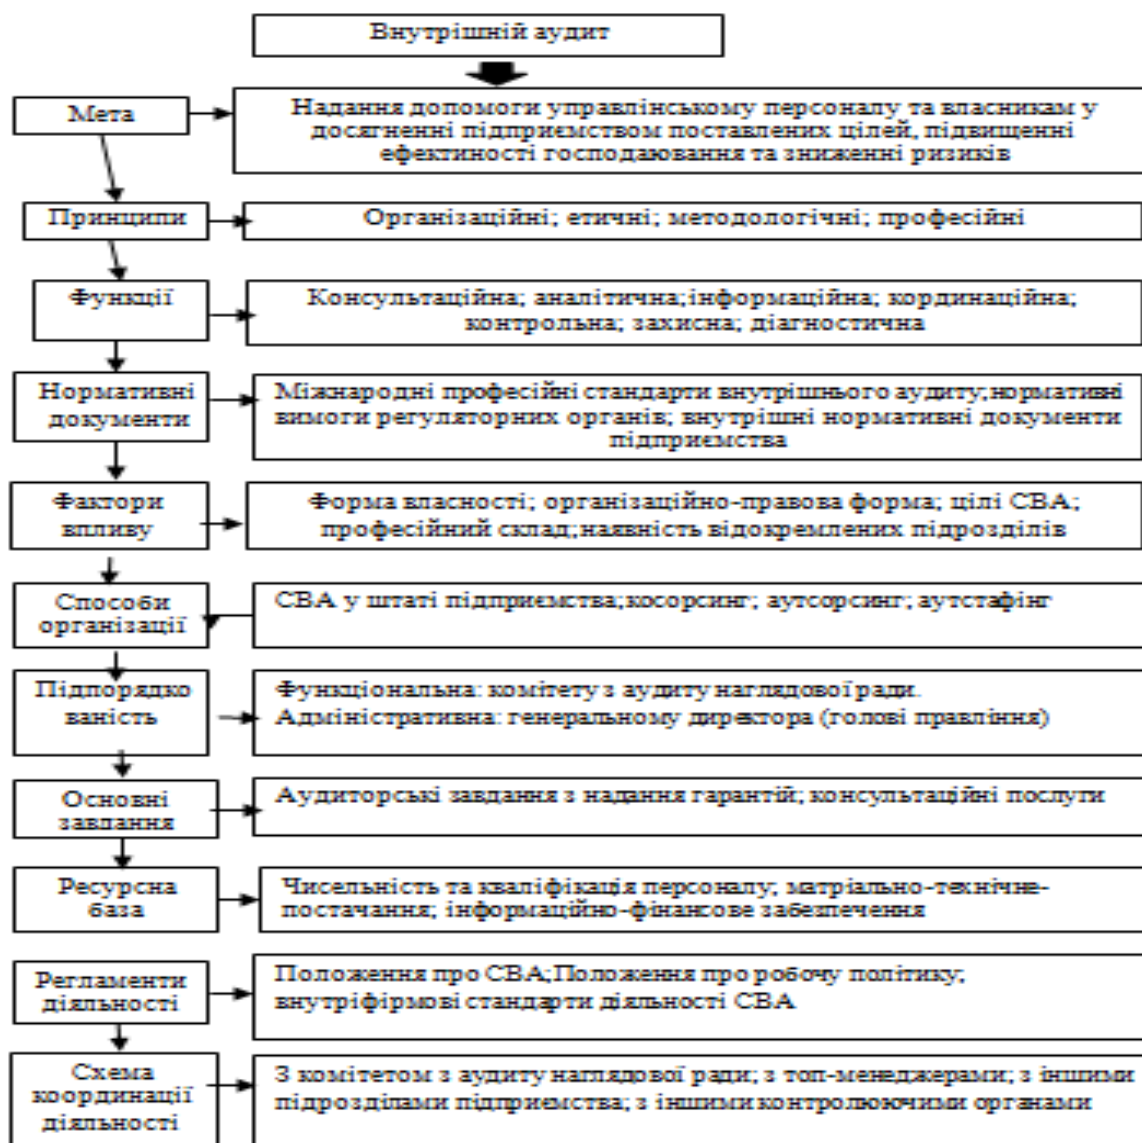 Внутрішній аудит
Мета
Надання допомоги управлінському персоналу та власникам у
досягненні підприємством поставлених цілей, підвищенні
ефектиності господаювання та зниженні ризиків
Принципи
Організаційні; етичні; методологічні; професійні
Функції
Консультаційна; аналітична;інформаційна; кординаційна;
контрольна; захисна; діагностична
Нормативні
документи
Міжнародні професійні стандарти внутрішнього аудиту,нормативні
вимоги регуляторних органів; внутрішні нормативні документи
підприємства
Фактори
впливу
Форма власності; організаційно-правова форма; цілі СВА;
професійний склад;наявність відокремлених підрозділів
Способи
організації
СВА у штаті підприємства;косорсинг; аутсорсинг; аутстафінг
Підпорядко
ваність
Функціональна: комітету з аудиту наглядової ради.
Адміністративна: генеральному директора (голові правління)
Основні
завдання
Аудиторські завдання з надання гарантій; консультаційні послуги
Ресурсна
база
Чисельність та кваліфікація персоналу; матріально-технічне-
постачання; інформаційно-фінансове забезпечення
Регламенти
діяльності
Положення про СВА;Положення про робочу політику;
внутріфірмові стандарти діяльності СВА
Схема
координації
діяльності
З комітетом з аудиту наглядової ради; з топ-менеджерами; з іншими
підрозділами підприємства; з іншими контролюючими органами